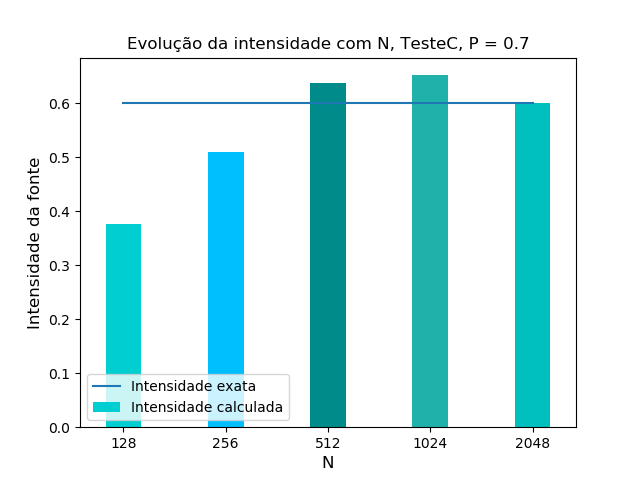 Evolução da intensidade com N, TesteC, P = 0.7
Intensidade da fonte
0.6
0.5
0.4
0.3
0.2
0.1
0.0
Intensidade exata
Intensidade calculada
128 256 512 1024 2048
N